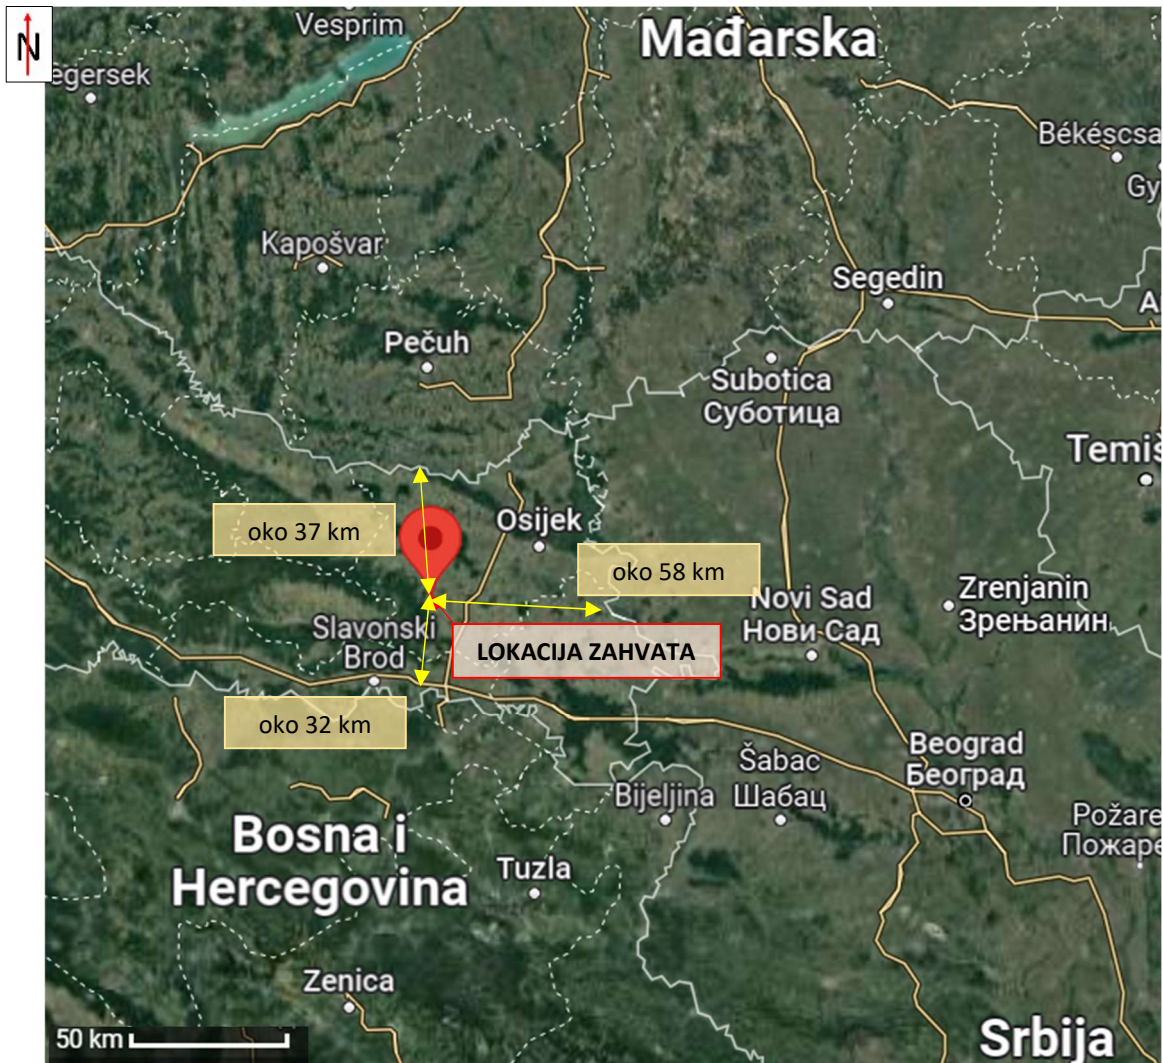 N
Vesprim
Mađarska
egersek
Békéscsa
Gy
Kapošvar
Segedin
A
Pečuh
Subotica
Суботица
Temiš
oko 37 km
Osijek
oko 58 km
Novi Sad
Нови Сад
Zrenjanin
Зрењанин
Slavonski
Brod
LOKACIJA ZAHVATA
oko 32 km
Beograd
Београд
Šabac
Шабац
Bijeljina
Požare
Пожаре
Bosna i
Hercegovina
Tuzla
Zenica
50 km
Srbija